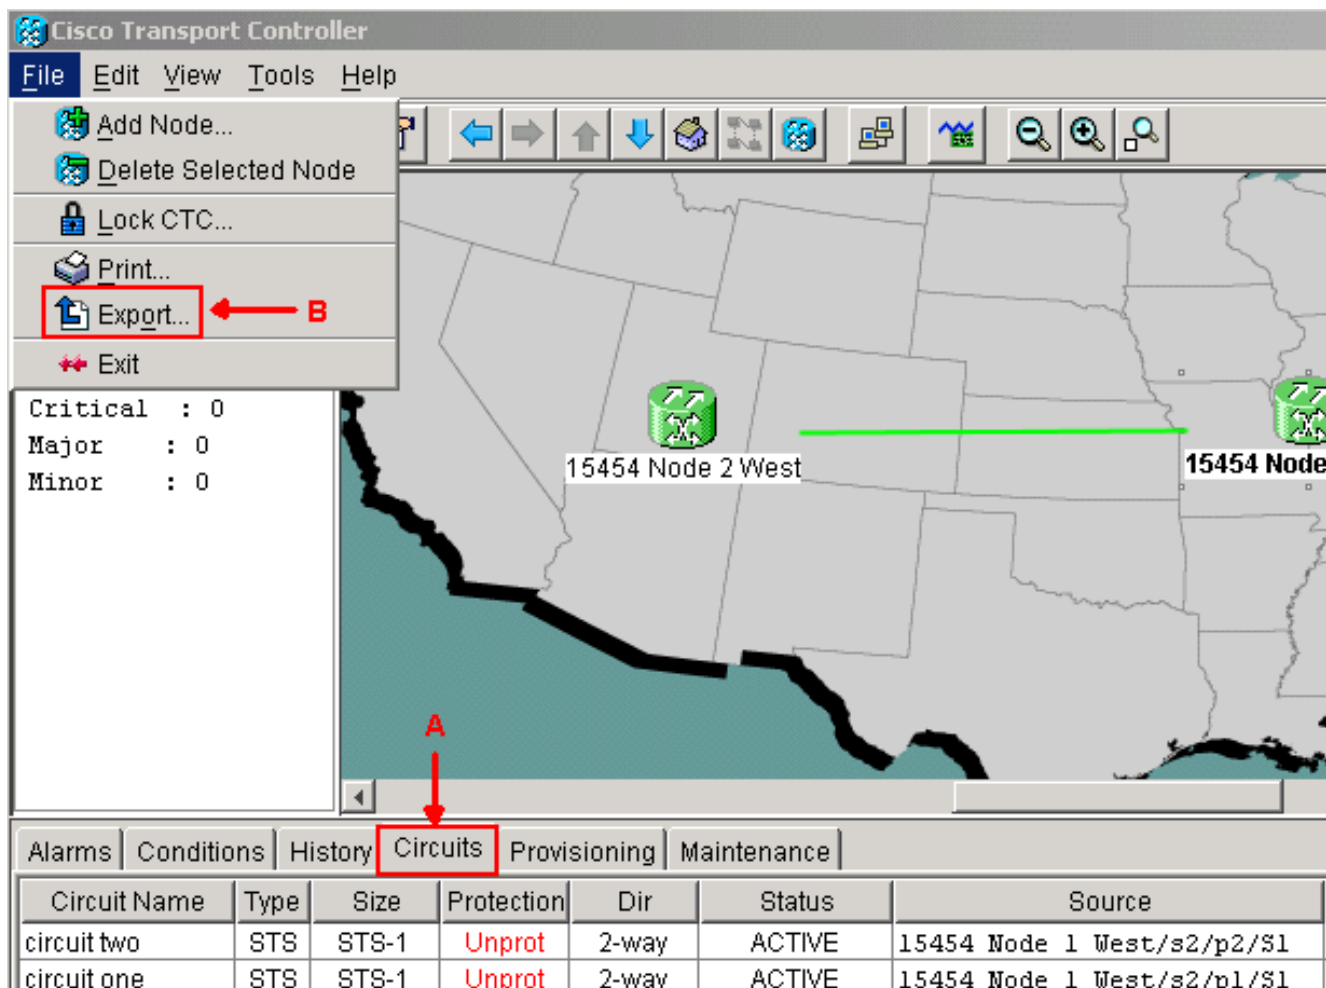 Cisco Transport Controller
File Edit View Tools Help
Add Node...
Delete Selected Node
Lock CTC...
Print...
Export...
B
Exit
Critical : 0
Major : 0
Minor : 0
15454 Node 2 West
15454 Node
A
Alarms Conditions History Circuits Provisioning Maintenance
Circuit Name Type Size Protection Dir Status Source
circuit two STS STS-1 Unprot 2-way ACTIVE 15454 Node 1 West/s2/p2/S1
circuit one STS STS-1 Unprot 2-way ACTIVE 15454 Node 1 West/s2/p1/S1